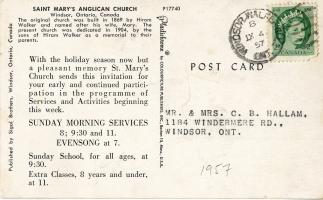 SAINT MARY'S ANGLICAN CHURCH
Windsor, Ontario, Canada
The original church was built in 1869 by Hiram
Walker and named after his wife, Mary. The
present church was dedicated in 1904, by the
sons of Hiram Walker as a memorial to their
parents.
P17740
With the holiday season now but
a pleasant memory St. Mary's
Church sends this invitation for
your early and continued partici-
pation in the programme of
Services and Activities beginning
this week.
SUNDAY MORNING SERVICES
8; 9:30 and 11.
EVENSONG at 7.
Sunday School, for all ages, at
9:30.
Extra Classes, 8 years and under,
at 11.
Published by Sigal Brothers, Windsor, Ontario, Canada
POST CARD
WINDSOR
ONT.
57
MR. & MRS. C B. HALLAM,
1184 WINDERMERE RD.,
WINDSOR, ONT.
1957